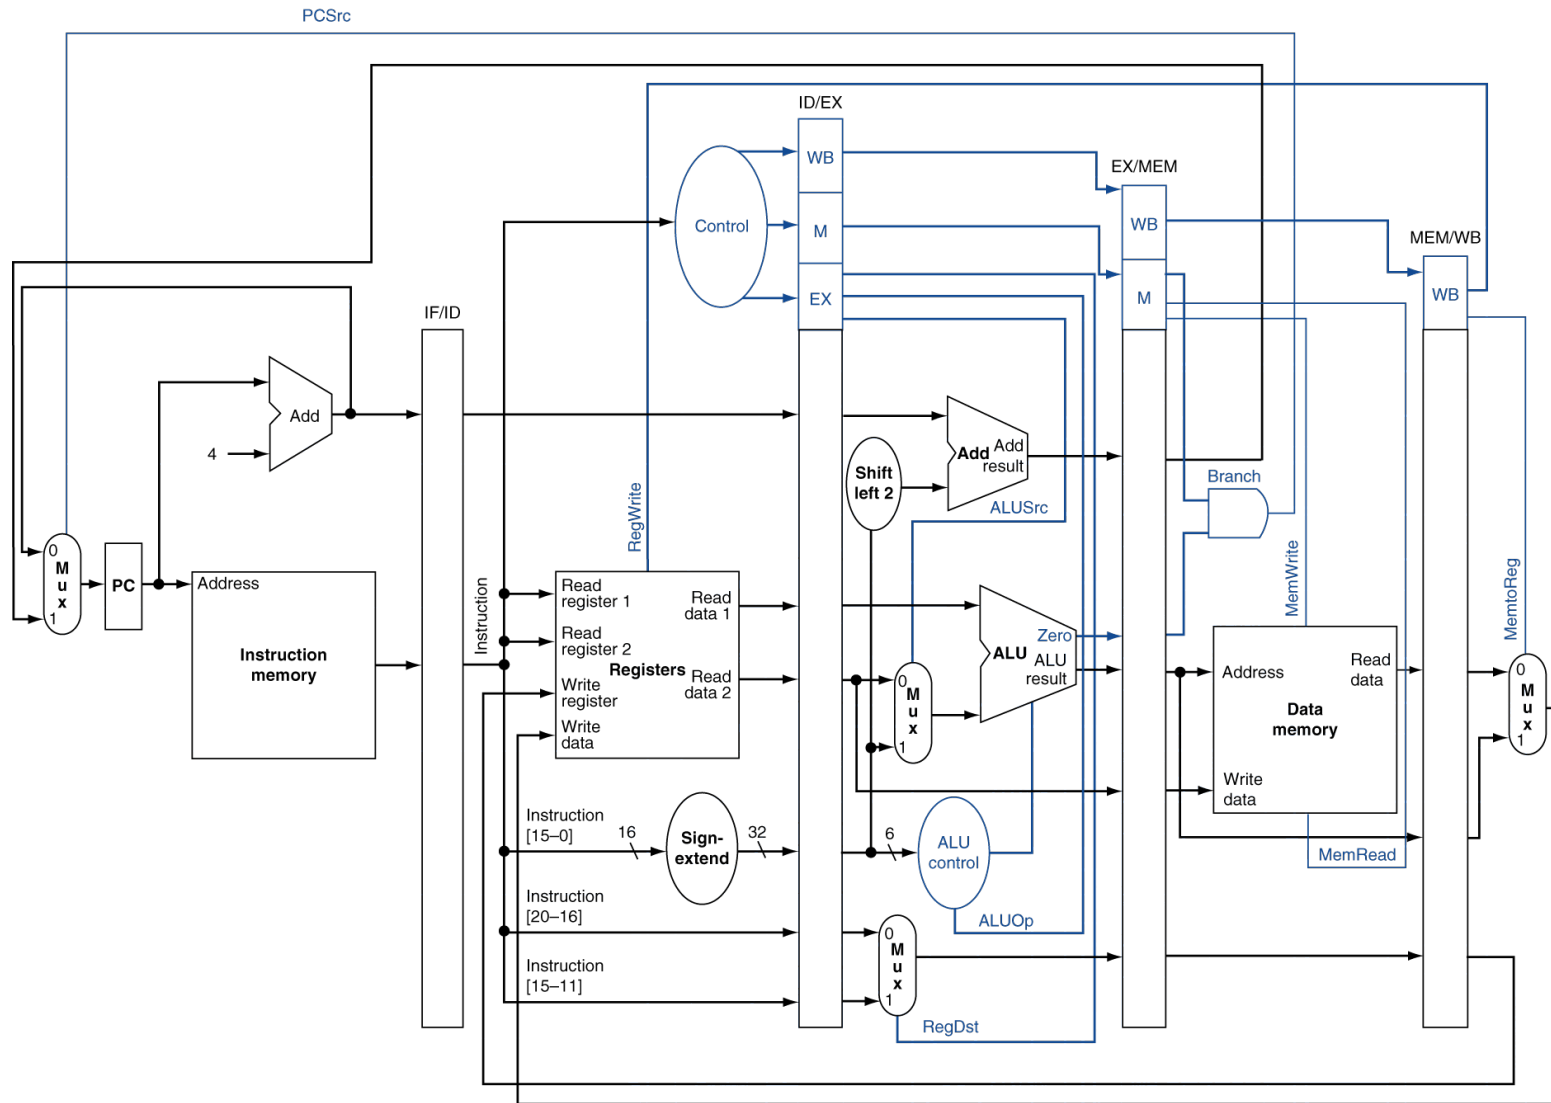 PCSrc
ID/EX
WB
EX/MEM
Control
M
WB
MEM/WB
EX
M
WB
IF/ID
Add
4
Add
Add
result
Shift
left 2
Branch
ALUSrc
RegWrite
MemWrite
MemtoReg
0
M
u
x
1
PC
Address
Instruction
memory
Instruction
Read
register 1
Read
register 2
Write
register
Write
data
Registers
Read
data 1
Read
data 2
0
M
u
x
1
Zero
ALU
ALU
result
Address
Read
data
Data
memory
Write
data
0
M
u
x
1
Instruction
[15–0]
16
Sign-
extend
32
6
ALU
control
MemRead
Instruction
[20–16]
ALUOp
Instruction
[15–11]
0
M
u
x
1
RegDst